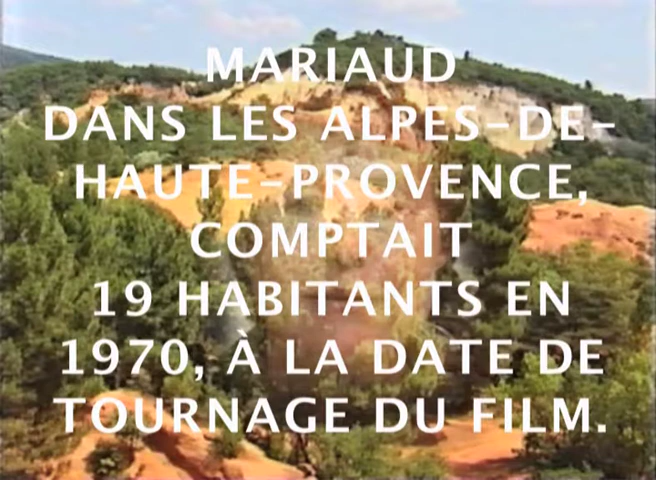 MARIAUD
DANS LES ALPES-DE-
HAUTE-PROVENCE,
COMPTAIT
19 HABITANTS EN
1970, À LA DATE DE
TOURNAGE DU FILM.